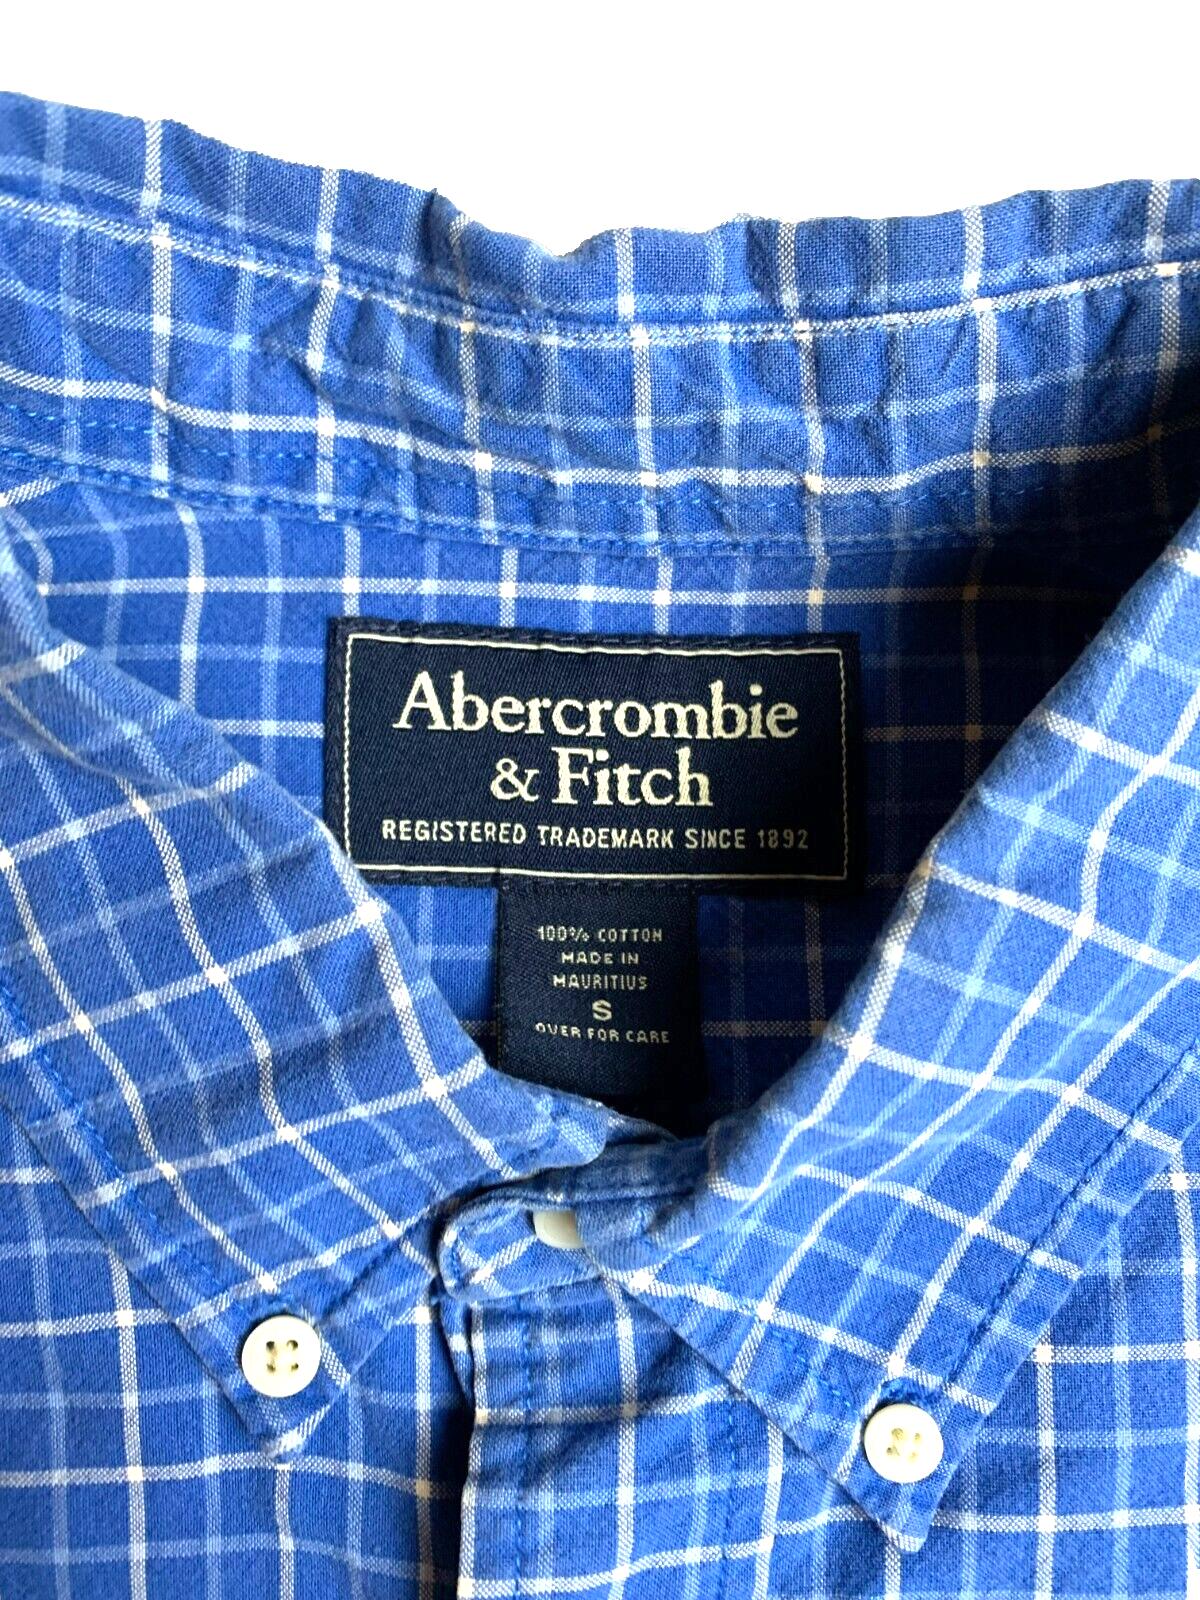 Abercrombie
& Fitch
REGISTERED TRADEMARK SINCE 1892
100% COTTON
MADE IN
MAURITIUS
S
OVER FOR CARE